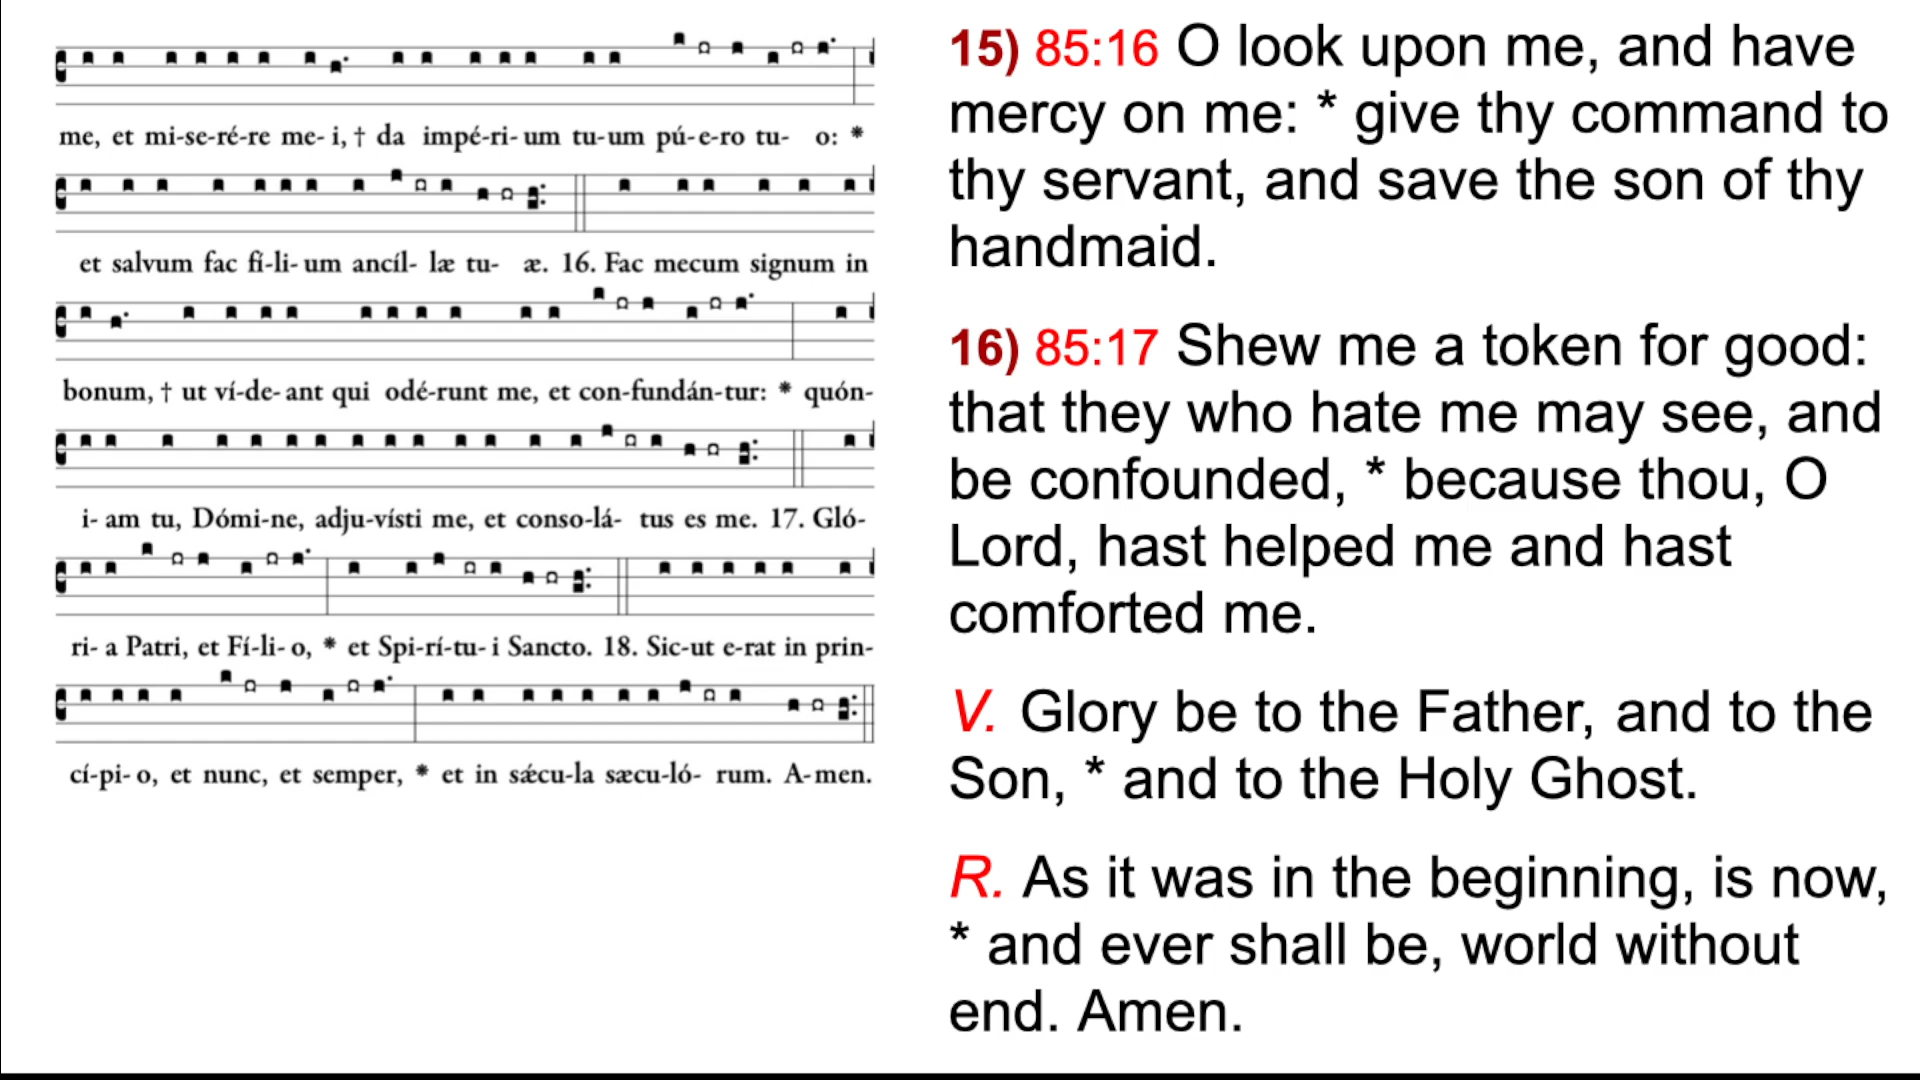 me, et mi-se-ré-re me- i, † da impé-ri- um tu-um pú-e-ro tu- o: *
et salvum fac fí-li- um ancíl- læ tu- æ. 16. Fac mecum signum in
bonum, † ut ví-de- ant qui odé-runt me, et con-fundán-tur: * quón-
i- am tu, Dómi-ne, adju-vísti me, et conso-lá- tus es me. 17. Gló-
ri- a Patri, et Fí-li- o, * et Spi-rí-tu- i Sancto. 18. Sic-ut e-rat in prin-
cí-pi- o, et nunc, et semper, * et in sǽcu-la sæcu-ló- rum. A-men.
15) 85:16 O look upon me, and have
mercy on me: * give thy command to
thy servant, and save the son of thy
handmaid.
16) 85:17 Shew me a token for good:
that they who hate me may see, and
be confounded, * because thou, O
Lord, hast helped me and hast
comforted me.
V. Glory be to the Father, and to the
Son, * and to the Holy Ghost.
R. As it was in the beginning, is now,
* and ever shall be, world without
end. Amen.